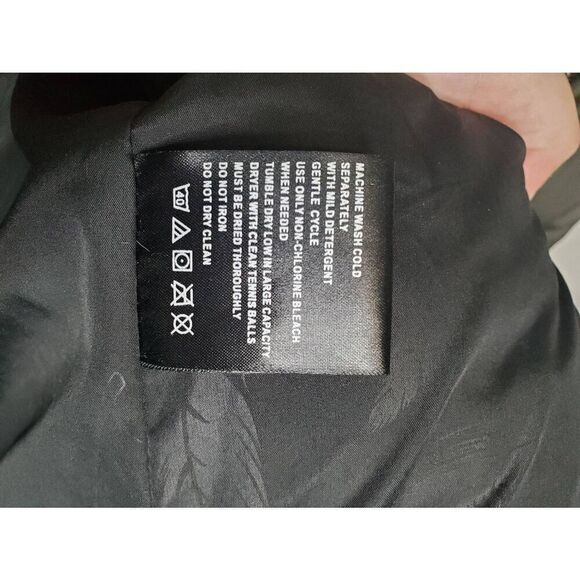 MACHINE WASH COLD
SEPARATELY
WITH MILD DETERGENT
GENTLE CYCLE
USE ONLY NON-CHLORINE BLEACH
WHEN NEEDED
TUMBLE DRY LOW IN LARGE CAPACITY
DRYER WITH CLEAN TENNIS BALLS
MUST BE DRIED THOROUGHLY
DO NOT IRON
DO NOT DRY CLEAN
40